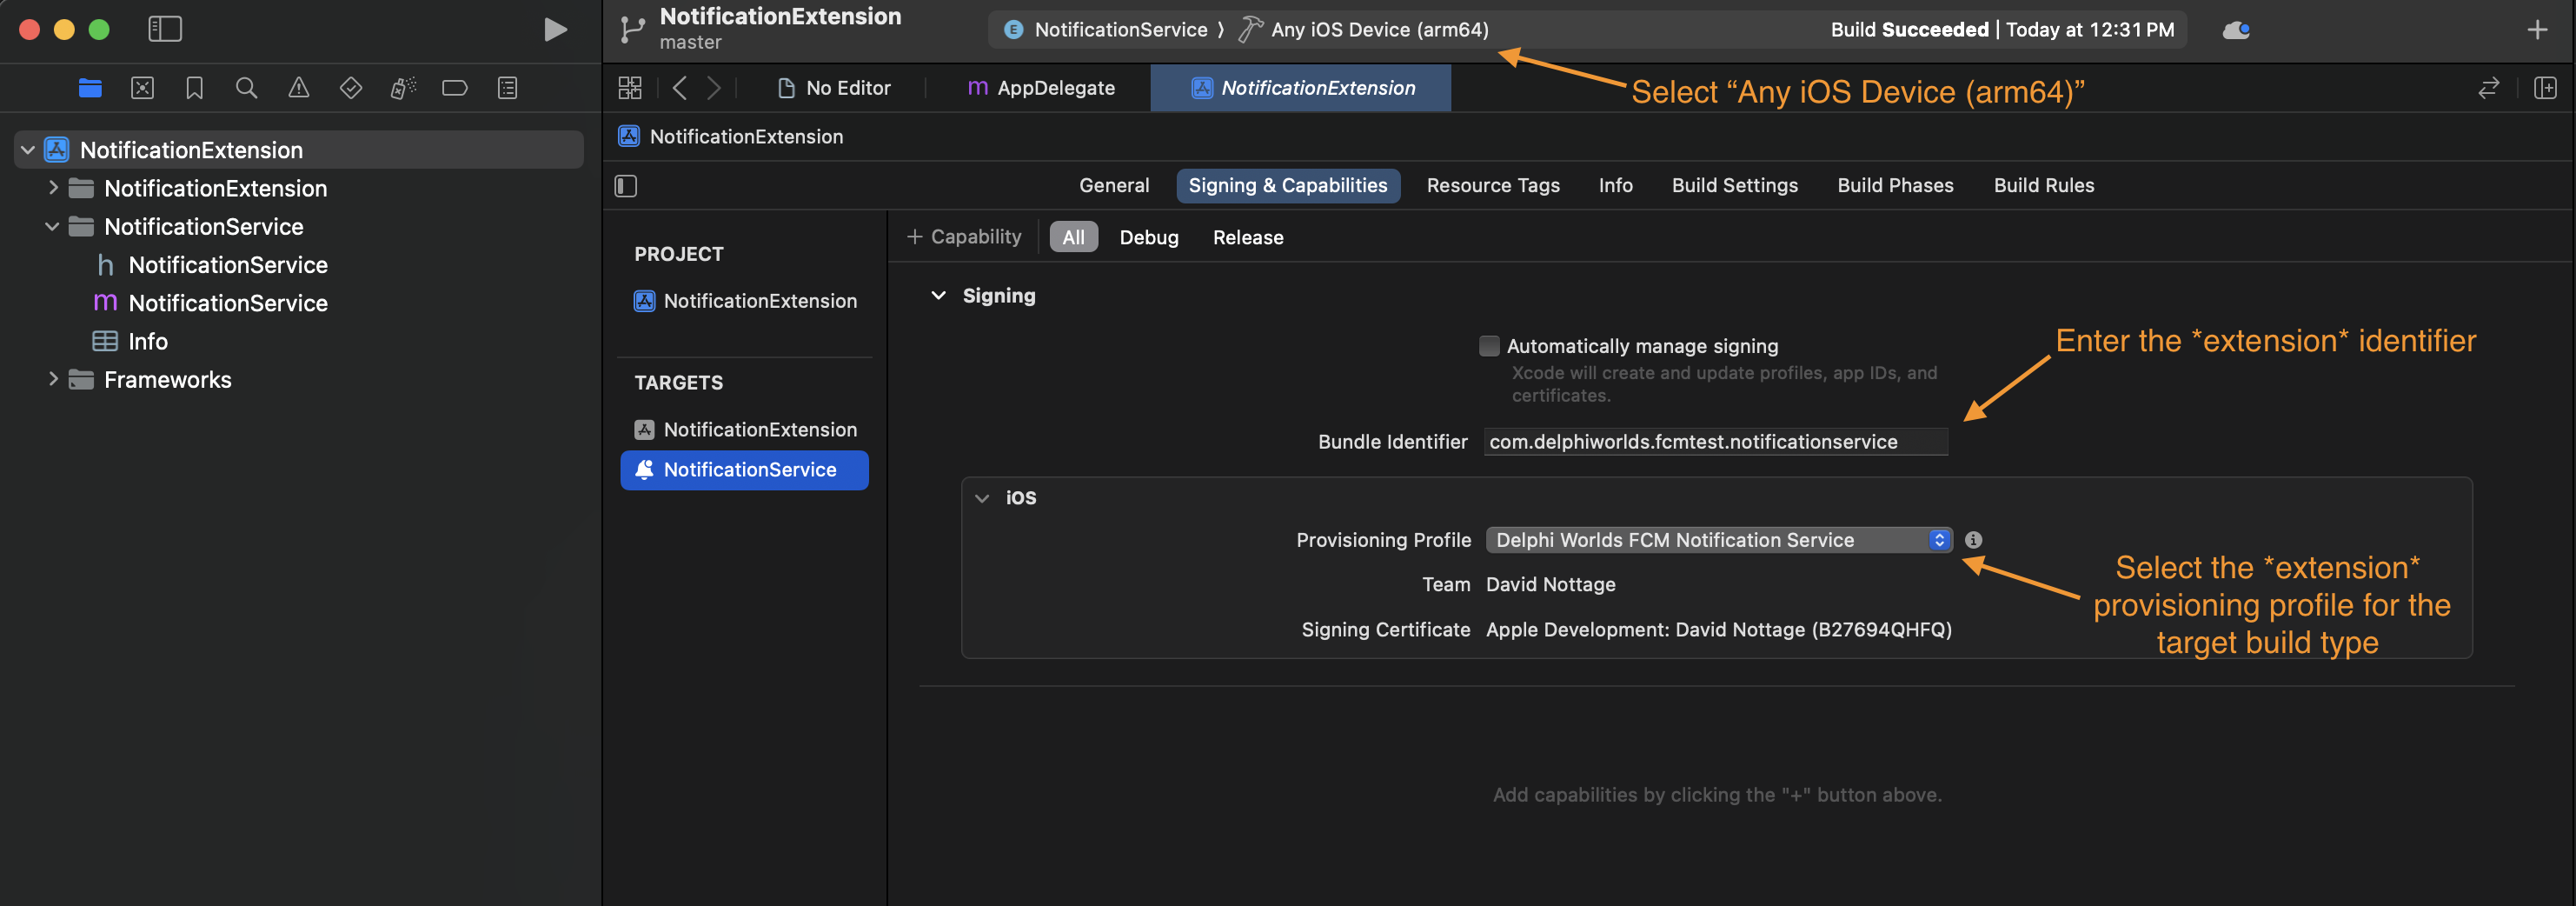 NotificationExtension
master
E NotificationService ⟩ Any iOS Device (arm64)
Build Succeeded | Today at 12:31 PM
No Editor
m AppDelegate
NotificationExtension
Select “Any iOS Device (arm64)”
NotificationExtension
NotificationExtension
NotificationService
h NotificationService
m NotificationService
Info
Frameworks
NotificationExtension
General
Signing & Capabilities
Resource Tags
Info
Build Settings
Build Phases
Build Rules
PROJECT
NotificationExtension
TARGETS
NotificationExtension
NotificationService
+ Capability
All
Debug
Release
Signing
Automatically manage signing
Xcode will create and update profiles, app IDs, and
certificates.
Enter the *extension* identifier
Bundle Identifier com.delphiworlds.fcmtest.notificationservice
iOS
Provisioning Profile Delphi Worlds FCM Notification Service
Team David Nottage
Signing Certificate Apple Development: David Nottage (B27694QHFQ)
Select the *extension*
provisioning profile for the
target build type
Add capabilities by clicking the "+" button above.